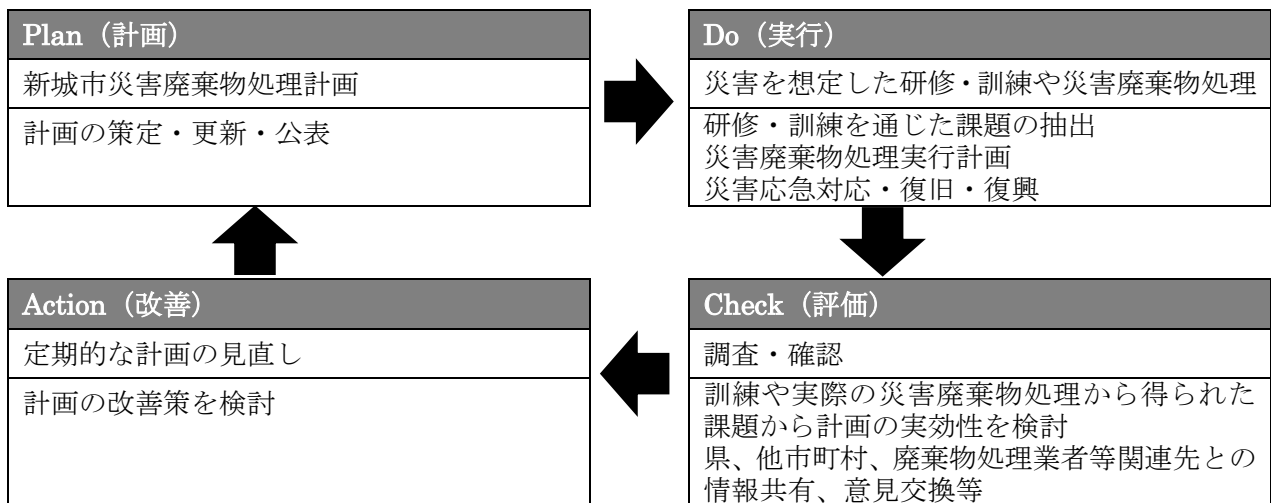 Plan（計画）
新城市災害廃棄物処理計画
計画の策定・更新・公表
Do（実行）
災害を想定した研修・訓練や災害廃棄物処理
研修・訓練を通じた課題の抽出
災害廃棄物処理実行計画
災害応急対応・復旧・復興
Check（評価）
調査・確認
訓練や実際の災害廃棄物処理から得られた
課題から計画の実効性を検討
県、他市町村、廃棄物処理業者等関連先との
情報共有、意見交換等
Action（改善）
定期的な計画の見直し
計画の改善策を検討